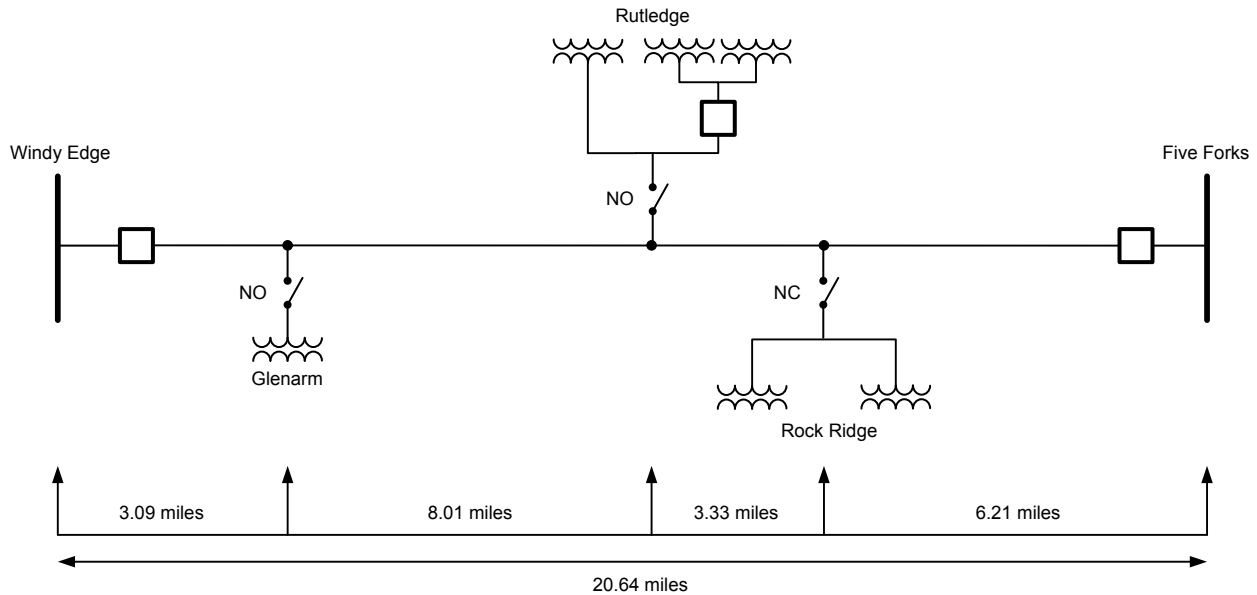 Rutledge
Windy Edge
Five Forks
NO
NO
NC
Glenarm
Rock Ridge
3.09 miles
8.01 miles
3.33 miles
6.21 miles
20.64 miles